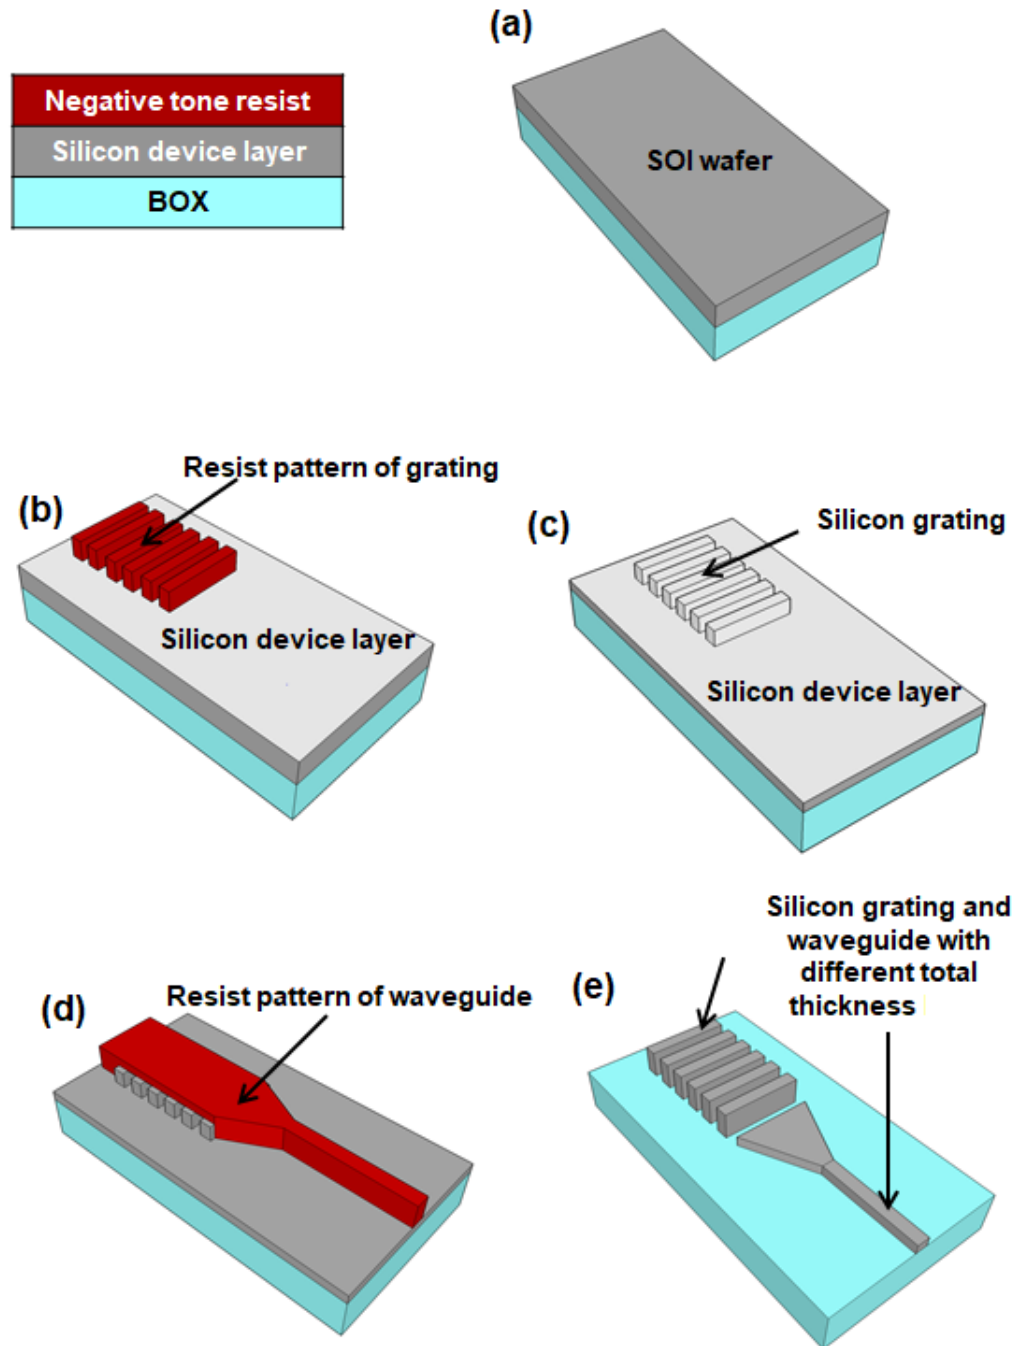 (a)
Negative tone resist
Silicon device layer
BOX
SOI wafer
Resist pattern of grating
(b)
Silicon device layer
(c)
Silicon grating
Silicon device layer
(d)
Resist pattern of waveguide
(e)
Silicon grating and
waveguide with
different total
thickness